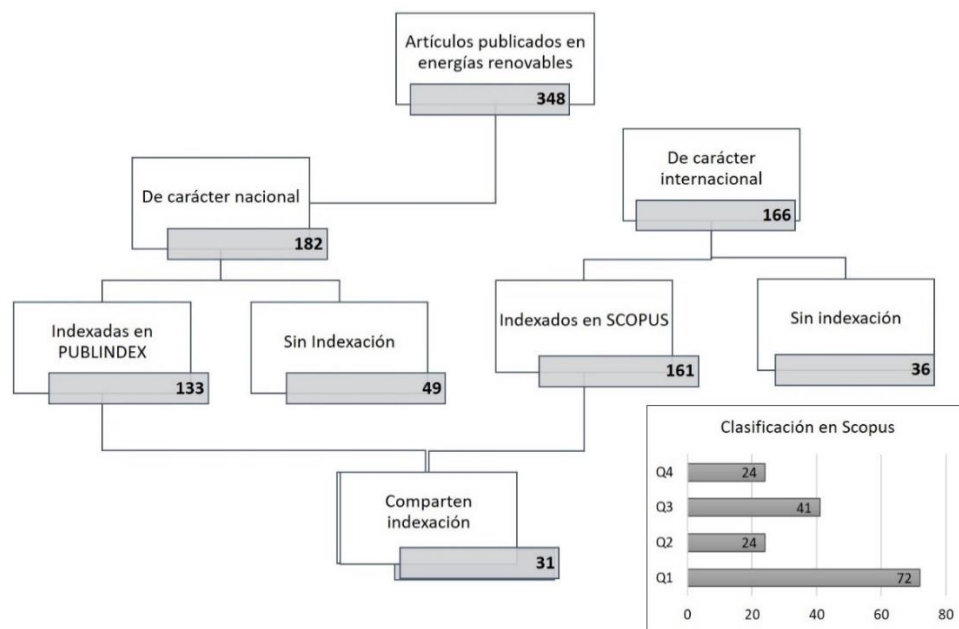 Artículos publicados en
energías renovables
348
De carácter nacional
182
De carácter
internacional
166
Indexadas en
PUBLINDEX
133
Sin Indexación
49
Indexados en SCOPUS
161
Sin indexación
36
Comparten
indexación
31
Clasificación en Scopus
Q4
24
Q3
41
Q2
24
Q1
72
0 20 40 60 80